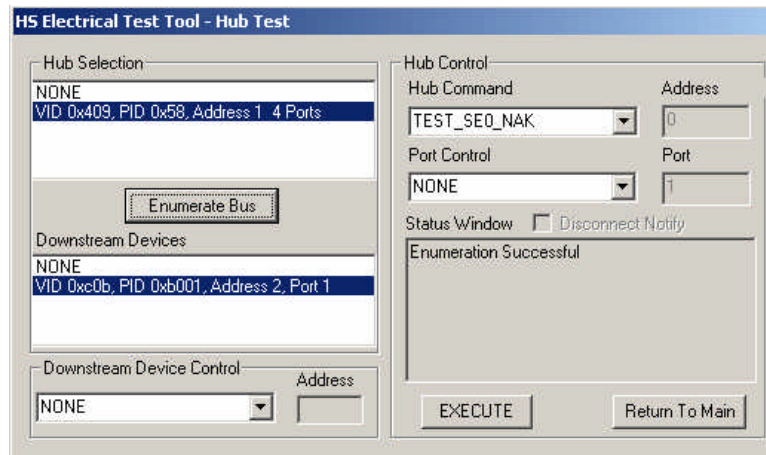 HS Electrical Test Tool - Hub Test
Hub Selection
NONE
VID 0x409, PID 0x58, Address 1 4 Ports
Enumerate Bus
Downstream Devices
NONE
VID 0xc0b, PID 0xb001, Address 2, Port 1
Downstream Device Control
Address
NONE
Hub Control
Hub Command Address
TEST_SE0_NAK 0
Port Control Port
NONE 1
Status Window Disconnect Notify
Enumeration Successful
EXECUTE Return To Main